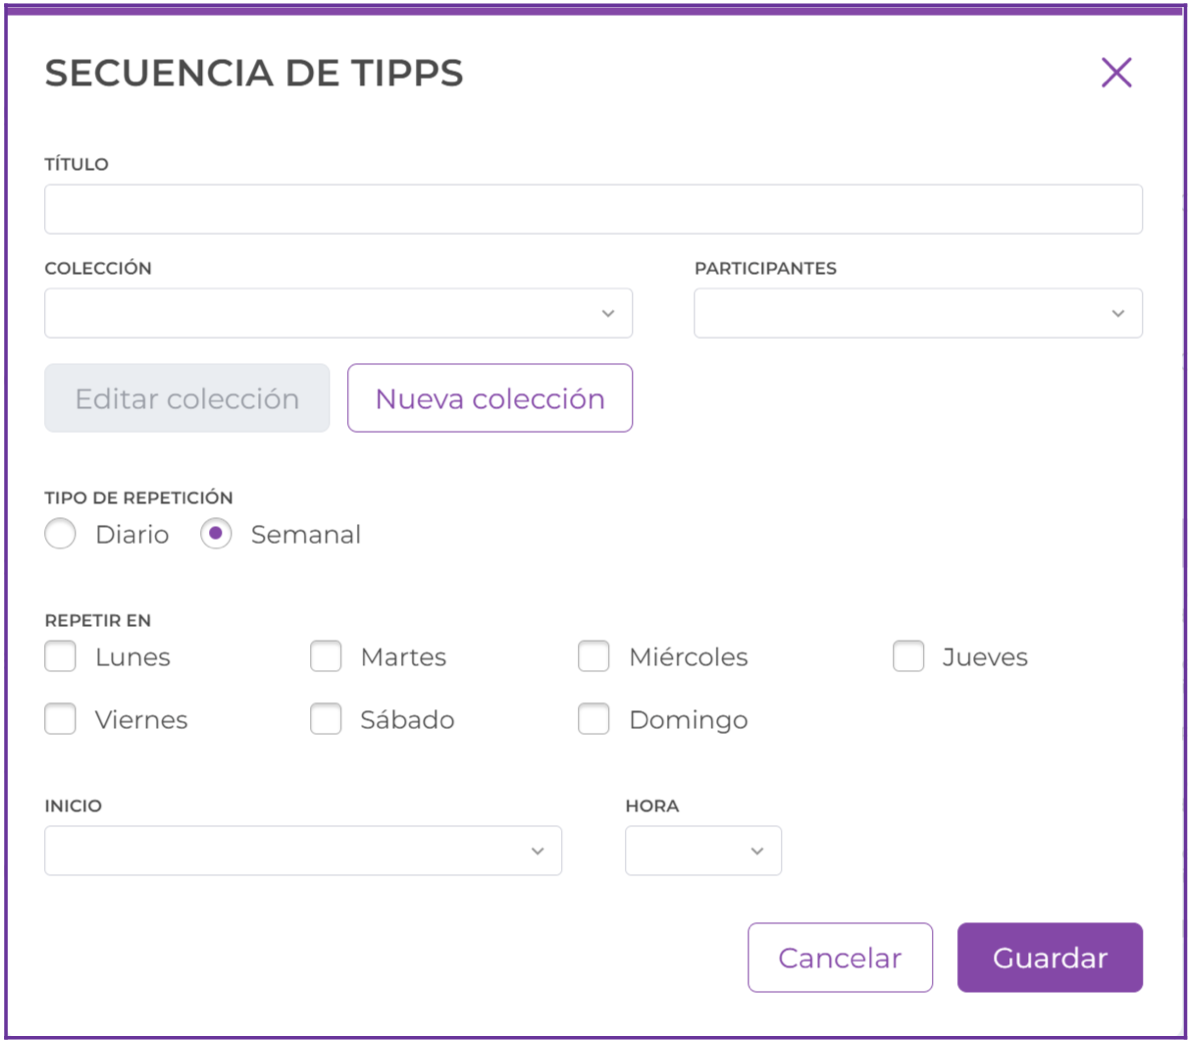 SECUENCIA DE TIPPS
TÍTULO
COLECCIÓN
PARTICIPANTES
Editar colección
Nueva colección
TIPO DE REPETICIÓN
Diario
Semanal
REPETIR EN
Lunes
Martes
Miércoles
Jueves
Viernes
Sábado
Domingo
INICIO
HORA
Cancelar
Guardar